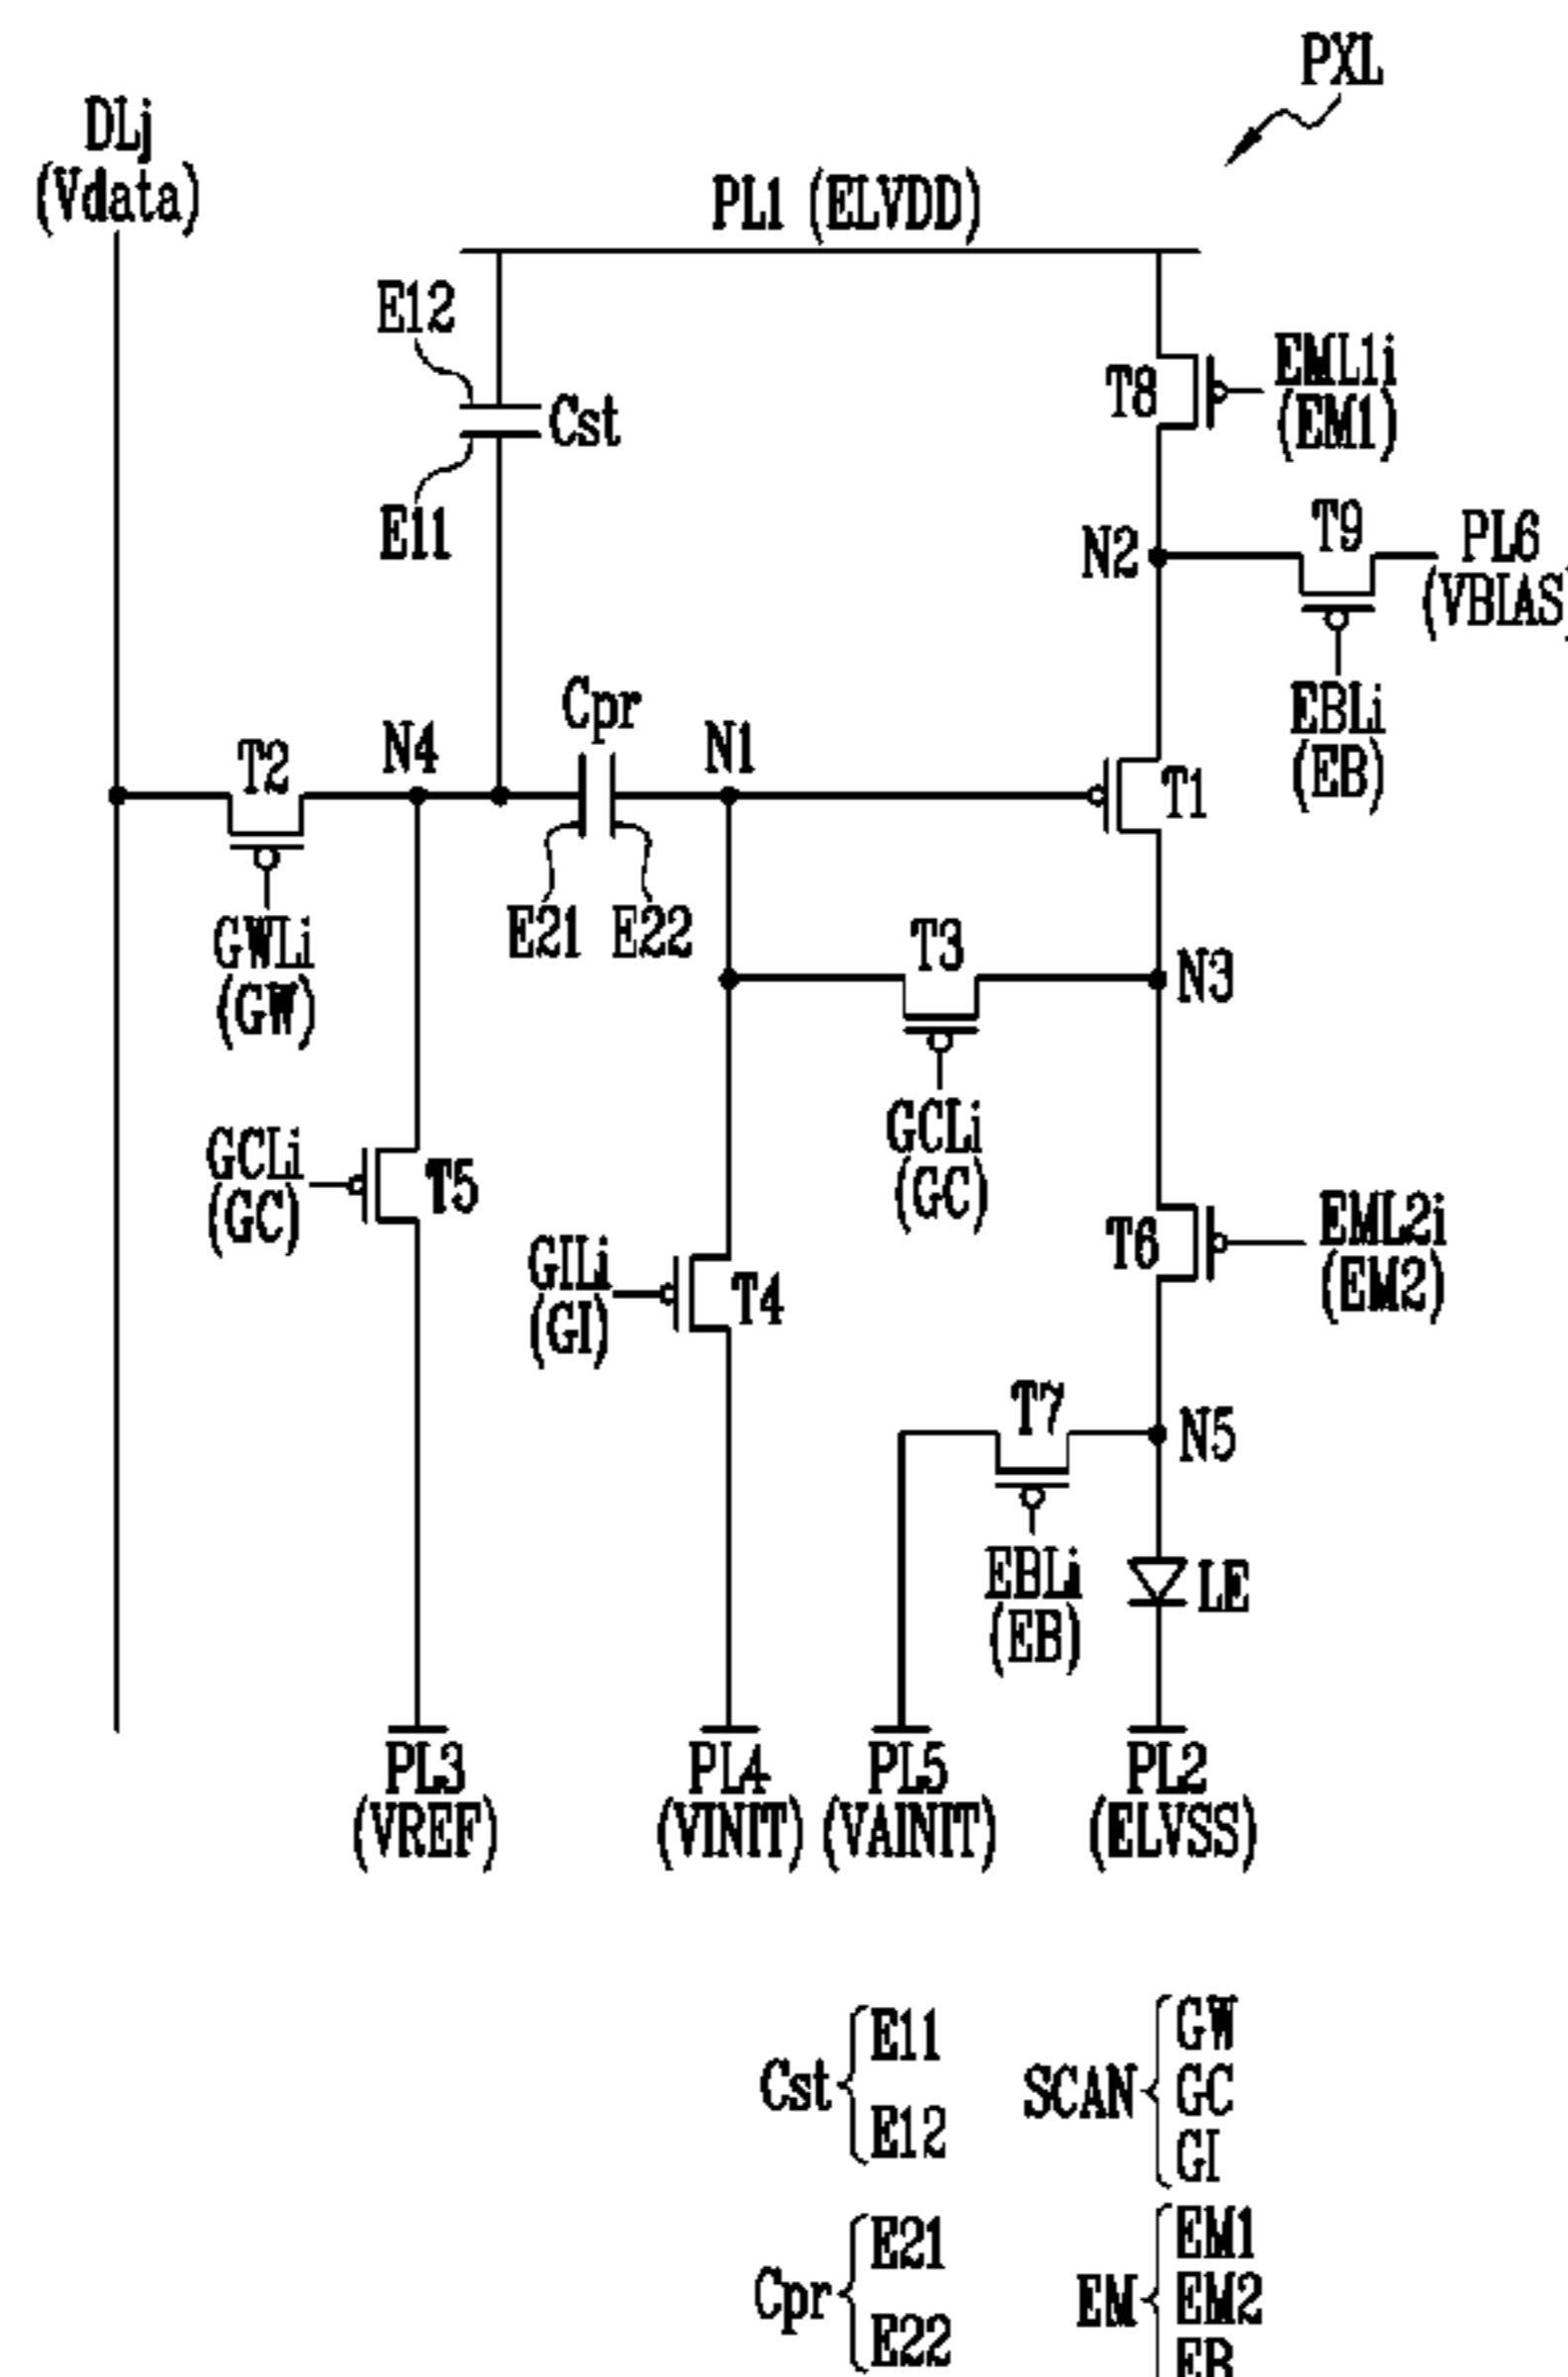 PXL
DLj
(Vdata)
PL1 (ELVDD)
E12
Cst
E11
T8
EML1i
(EM1)
N2
T9
PL6
(VBIAS)
EBLi
(EB)
T2
N4
Cpr
N1
T1
E21
E22
GWLi
(GW)
T3
N3
GCLi
(GC)
GCLi
(GC)
T5
GILi
(GI)
T4
T6
EML2i
(EM2)
T7
N5
EBLi
(EB)
LE
PL3
(VREF)
PL4
(VINIT)
PL5
(VAINIT)
PL2
(ELVSS)
Cst
E11
E12
SCAN
GW
GC
GI
Cpr
E21
E22
EM
EM1
EM2
EB